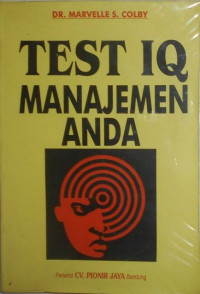 DR. MARVELLE S. COLBY
TEST IQ
MANAJEMEN
ANDA
Penerbit CV. PIONIR JAYA Bandung